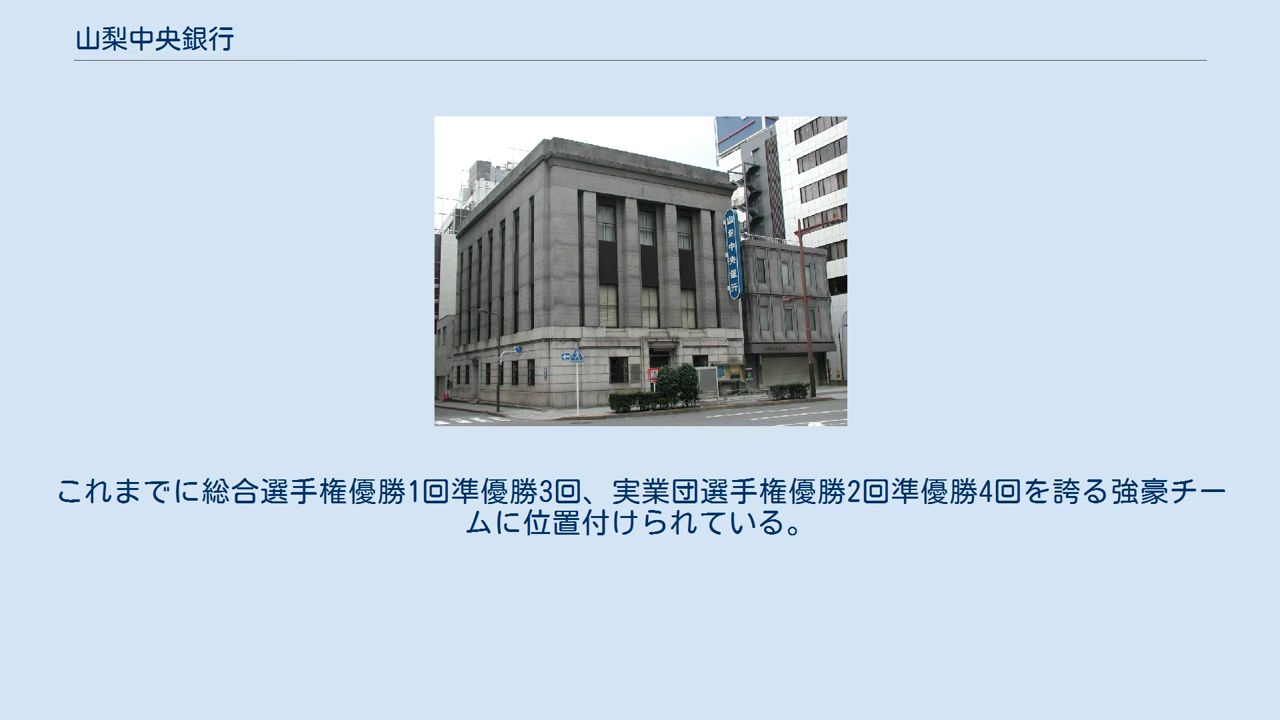 山梨中央銀行
山梨中央銀行
これまでに総合選手権優勝1回準優勝3回、実業団選手権優勝2回準優勝4回を誇る強豪チー
ムに位置付けられている。